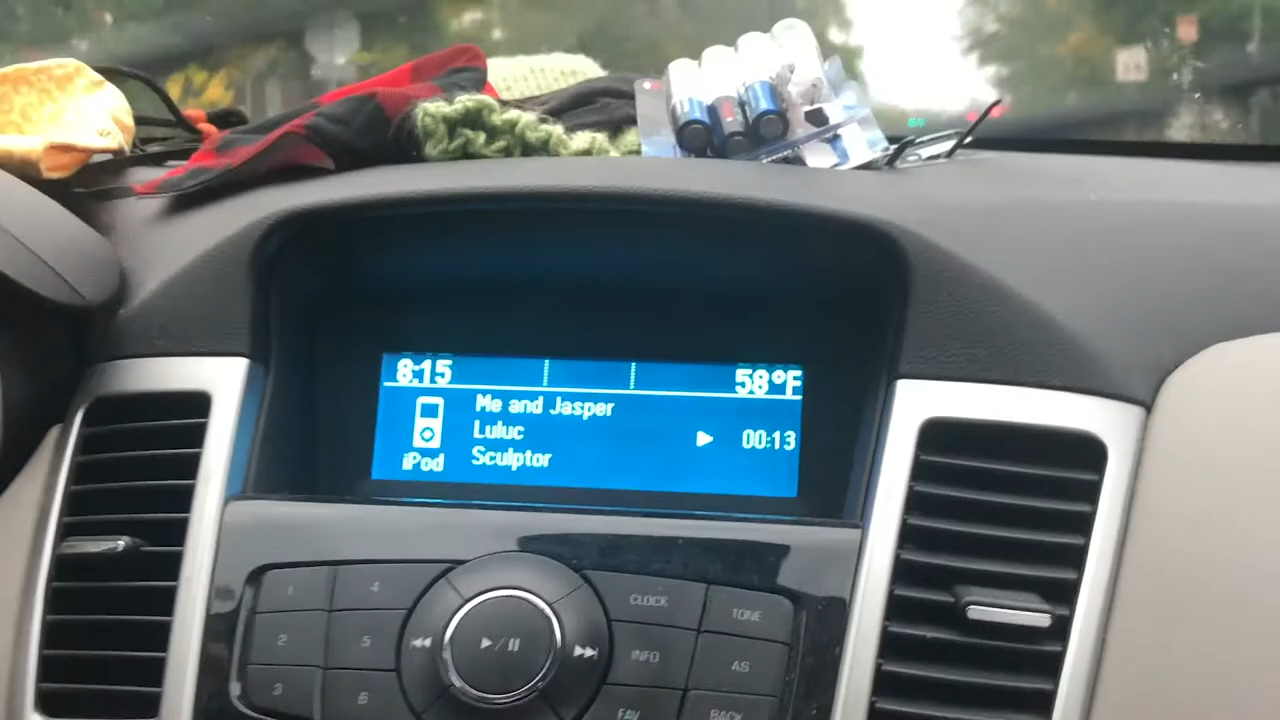 8:15
58°F
Me and Jasper
Luluc
00:13
Sculptor
iPod
1
4
CLOCK
TONE
2
5
INFO
AS
3
6
FAV
BACK